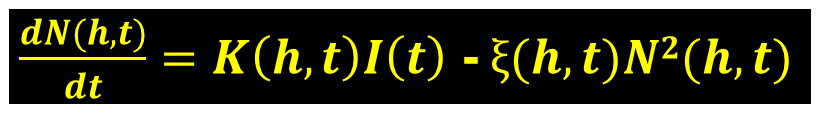 dN(h,t)/dt = K(h,t)I(t) - ξ(h,t)N²(h,t)